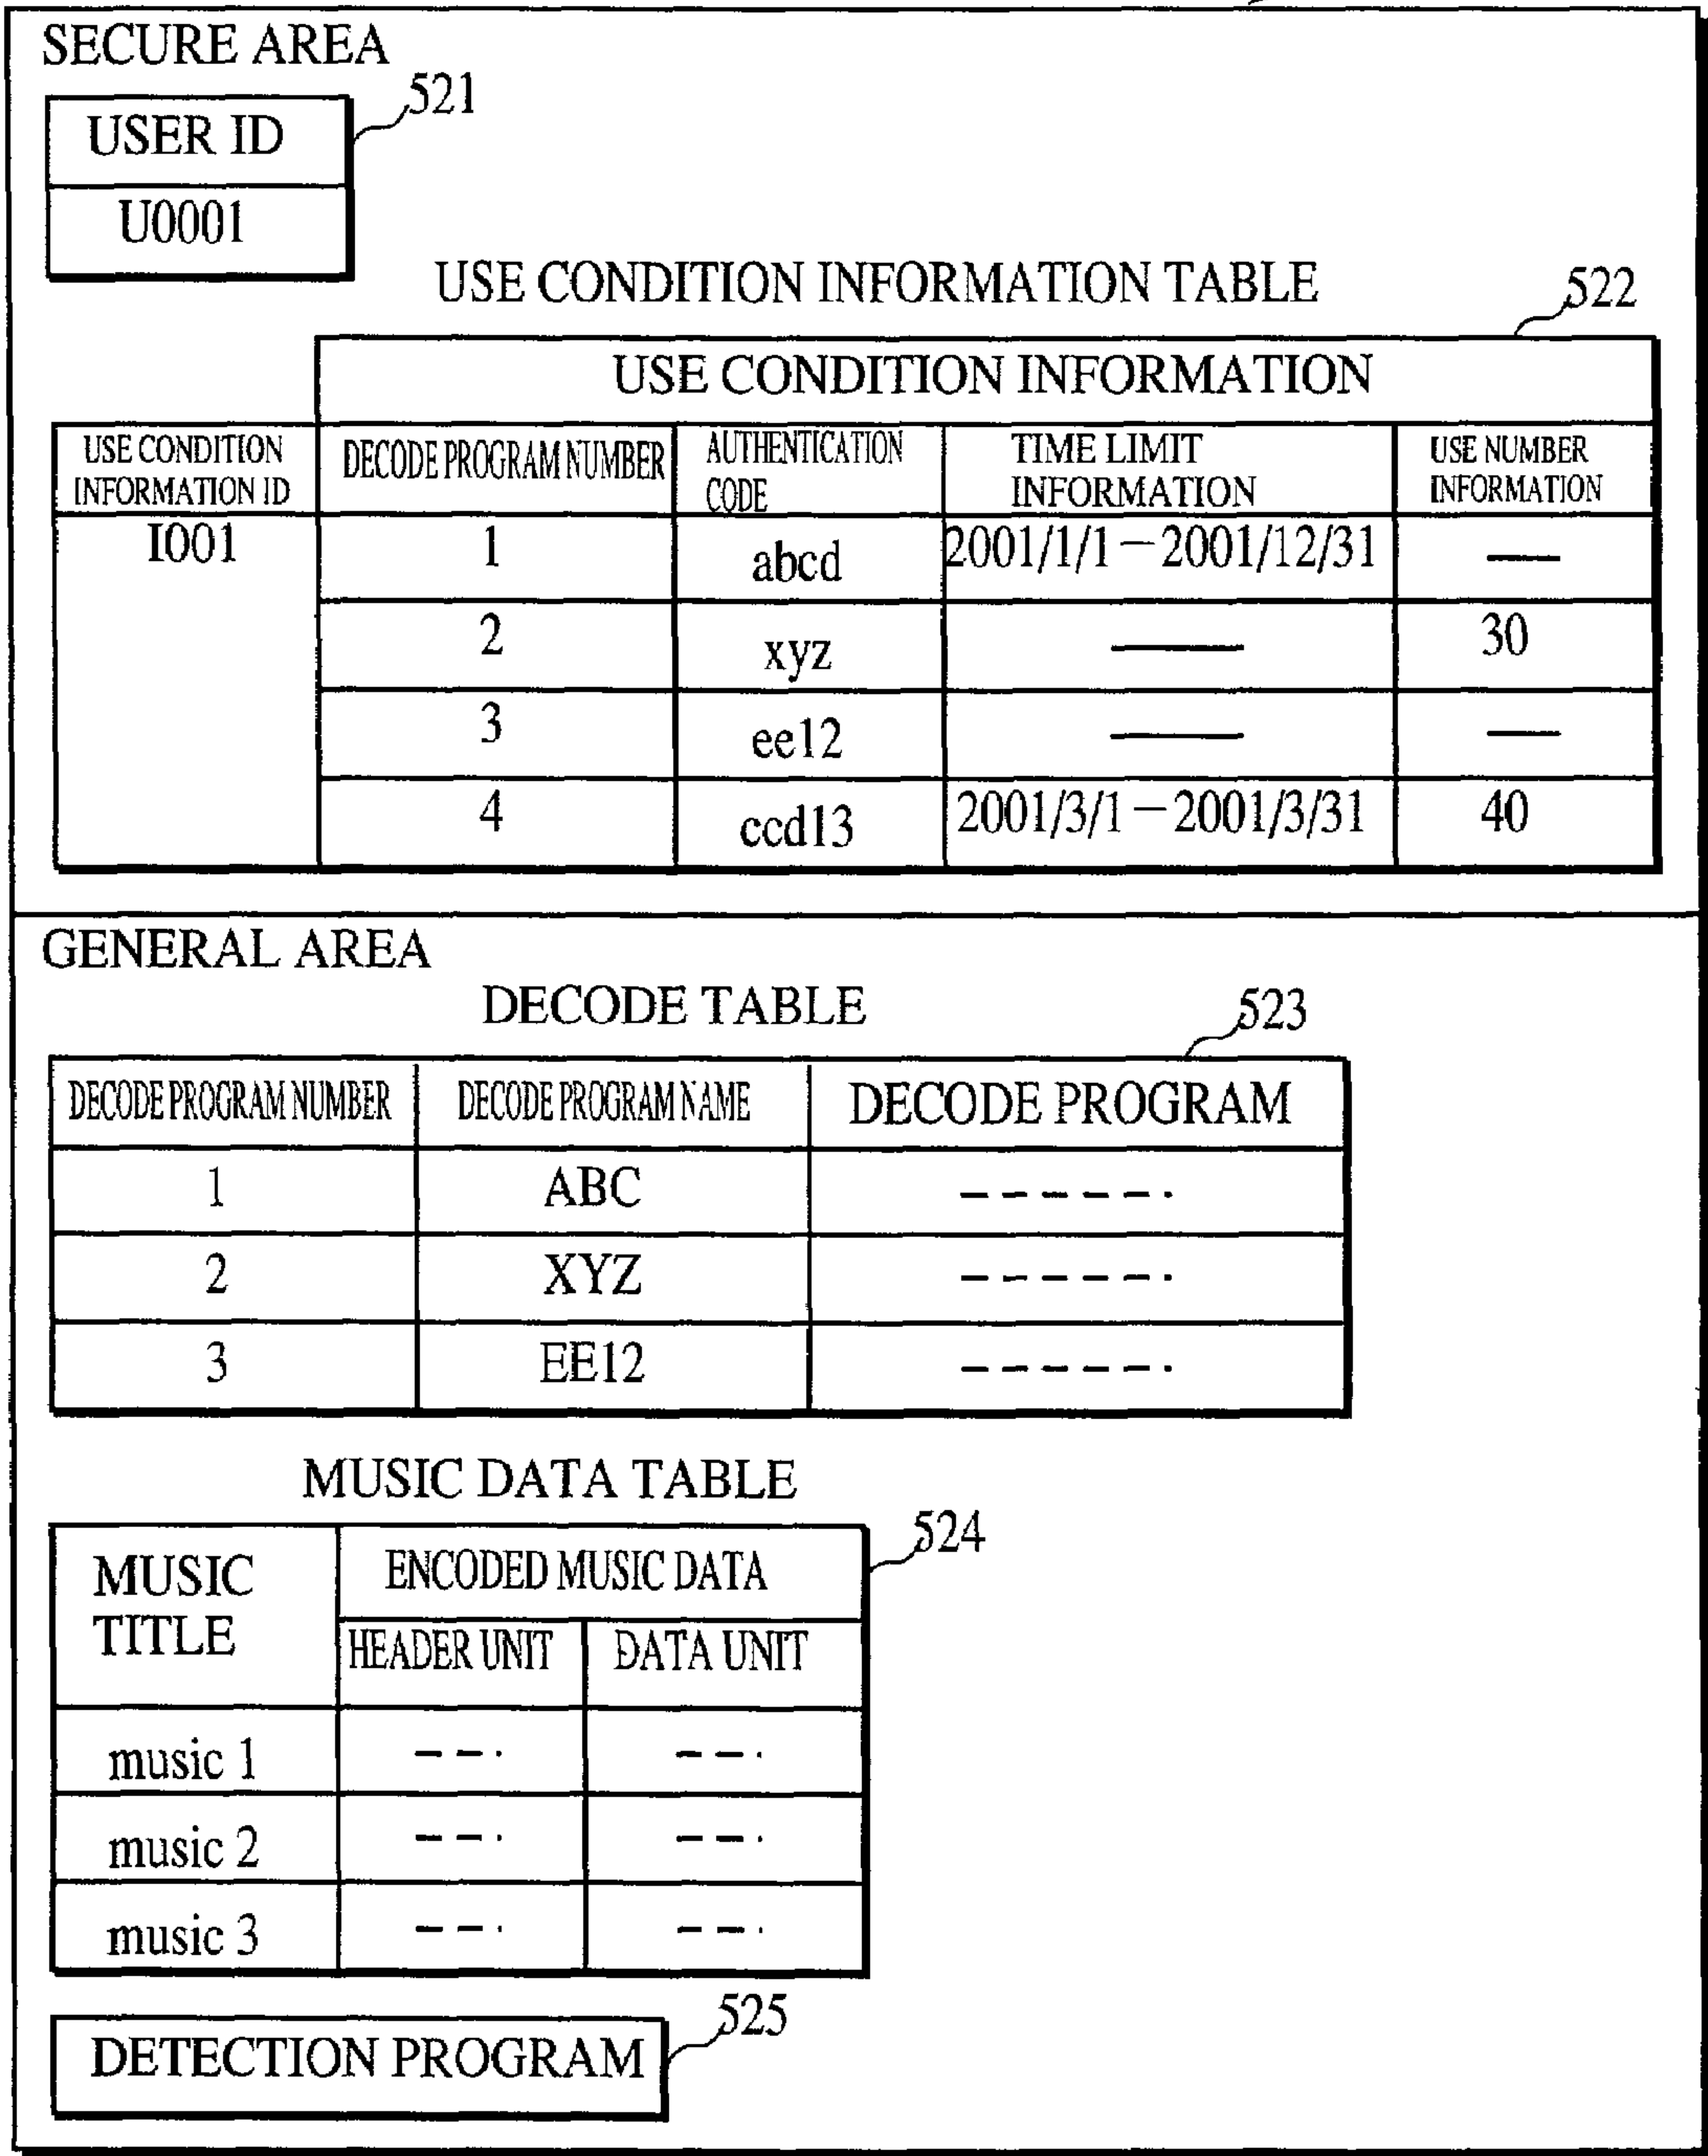 SECURE AREA
521
USER ID
U0001
USE CONDITION INFORMATION TABLE
522
USE CONDITION INFORMATION
USE CONDITION INFORMATION ID
DECODE PROGRAM NUMBER
AUTHENTICATION CODE
TIME LIMIT INFORMATION
USE NUMBER INFORMATION
I001 1 abcd 2001/1/1－2001/12/31 —
2 xyz — 30
3 ee12 — —
4 ccd13 2001/3/1－2001/3/31 40
GENERAL AREA
DECODE TABLE
523
DECODE PROGRAM NUMBER DECODE PROGRAM NAME DECODE PROGRAM
1 ABC -----·
2 XYZ -----·
3 EE12 -----·
MUSIC DATA TABLE
524
MUSIC TITLE
ENCODED MUSIC DATA
HEADER UNIT DATA UNIT
music 1 --· --·
music 2 --· --·
music 3 --· --·
525
DETECTION PROGRAM